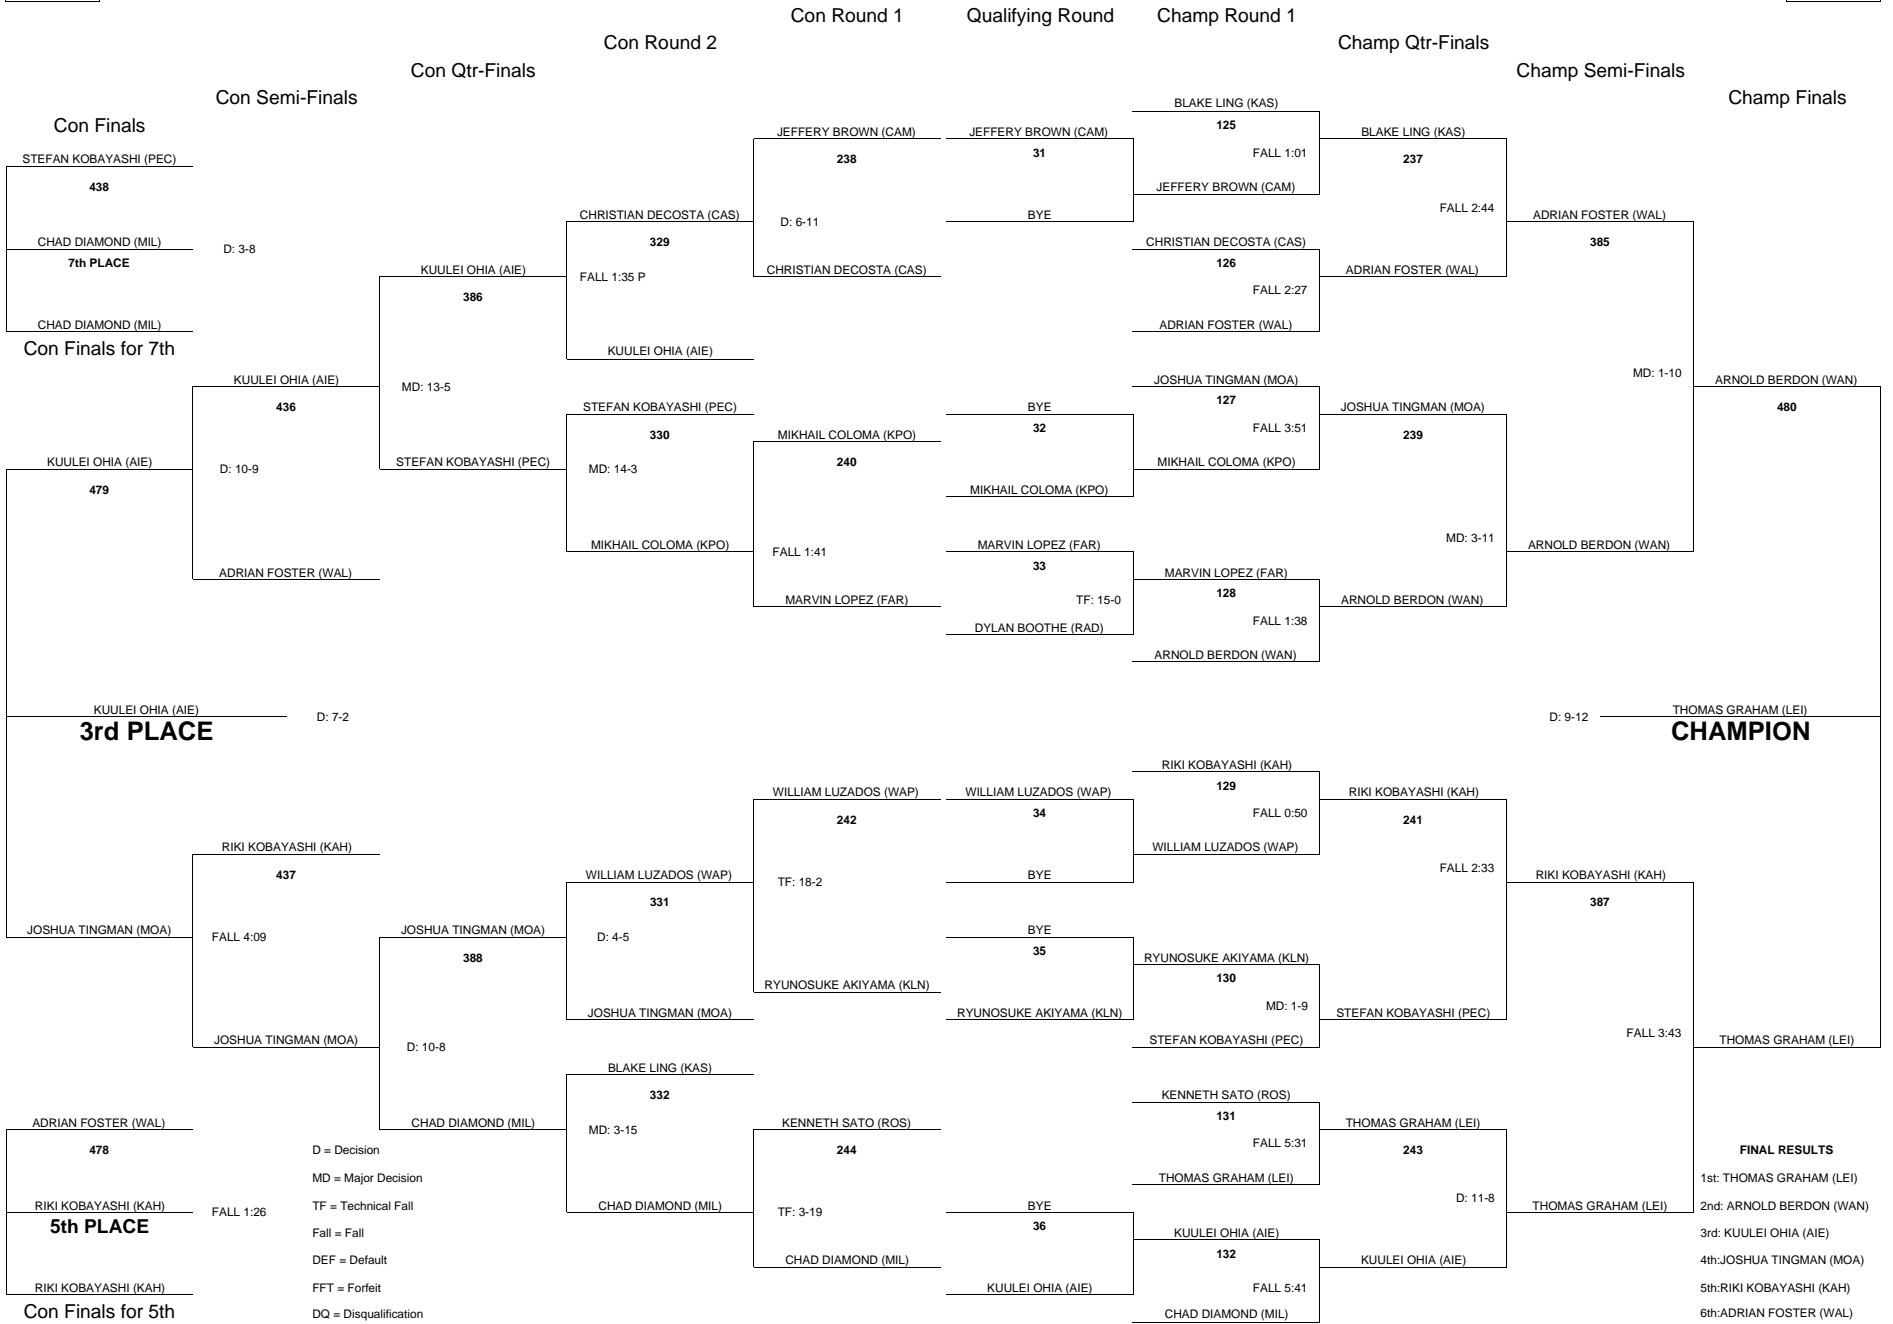 Con Round 1
Qualifying Round
Champ Round 1
Con Round 2
Champ Qtr-Finals
Con Qtr-Finals
Champ Semi-Finals
Con Semi-Finals
Champ Finals
Con Finals
STEFAN KOBAYASHI (PEC)
438
CHAD DIAMOND (MIL)
7th PLACE
D: 3-8
CHAD DIAMOND (MIL)
Con Finals for 7th
KUULEI OHIA (AIE)
479
KUULEI OHIA (AIE)
3rd PLACE
D: 7-2
JOSHUA TINGMAN (MOA)
ADRIAN FOSTER (WAL)
478
RIKI KOBAYASHI (KAH)
5th PLACE
FALL 1:26
RIKI KOBAYASHI (KAH)
Con Finals for 5th
KUULEI OHIA (AIE)
436
D: 10-9
ADRIAN FOSTER (WAL)
RIKI KOBAYASHI (KAH)
437
FALL 4:09
JOSHUA TINGMAN (MOA)
D = Decision
MD = Major Decision
TF = Technical Fall
Fall = Fall
DEF = Default
FFT = Forfeit
DQ = Disqualification
KUULEI OHIA (AIE)
386
MD: 13-5
STEFAN KOBAYASHI (PEC)
JOSHUA TINGMAN (MOA)
388
D: 10-8
CHAD DIAMOND (MIL)
CHRISTIAN DECOSTA (CAS)
329
FALL 1:35 P
KUULEI OHIA (AIE)
STEFAN KOBAYASHI (PEC)
330
MD: 14-3
MIKHAIL COLOMA (KPO)
WILLIAM LUZADOS (WAP)
331
D: 4-5
JOSHUA TINGMAN (MOA)
BLAKE LING (KAS)
332
MD: 3-15
CHAD DIAMOND (MIL)
JEFFERY BROWN (CAM)
238
D: 6-11
CHRISTIAN DECOSTA (CAS)
MIKHAIL COLOMA (KPO)
240
FALL 1:41
MARVIN LOPEZ (FAR)
WILLIAM LUZADOS (WAP)
242
TF: 18-2
RYUNOSUKE AKIYAMA (KLN)
KENNETH SATO (ROS)
244
TF: 3-19
CHAD DIAMOND (MIL)
JEFFERY BROWN (CAM)
31
BYE
BYE
32
MIKHAIL COLOMA (KPO)
MARVIN LOPEZ (FAR)
33
TF: 15-0
DYLAN BOOTHE (RAD)
WILLIAM LUZADOS (WAP)
34
BYE
BYE
35
RYUNOSUKE AKIYAMA (KLN)
BYE
36
KUULEI OHIA (AIE)
BLAKE LING (KAS)
125
FALL 1:01
JEFFERY BROWN (CAM)
CHRISTIAN DECOSTA (CAS)
126
FALL 2:27
ADRIAN FOSTER (WAL)
JOSHUA TINGMAN (MOA)
127
FALL 3:51
MIKHAIL COLOMA (KPO)
MARVIN LOPEZ (FAR)
128
FALL 1:38
ARNOLD BERDON (WAN)
RIKI KOBAYASHI (KAH)
129
FALL 0:50
WILLIAM LUZADOS (WAP)
RYUNOSUKE AKIYAMA (KLN)
130
MD: 1-9
STEFAN KOBAYASHI (PEC)
KENNETH SATO (ROS)
131
FALL 5:31
THOMAS GRAHAM (LEI)
KUULEI OHIA (AIE)
132
FALL 5:41
CHAD DIAMOND (MIL)
BLAKE LING (KAS)
237
FALL 2:44
ADRIAN FOSTER (WAL)
JOSHUA TINGMAN (MOA)
239
MD: 3-11
ARNOLD BERDON (WAN)
RIKI KOBAYASHI (KAH)
241
FALL 2:33
STEFAN KOBAYASHI (PEC)
THOMAS GRAHAM (LEI)
243
D: 11-8
KUULEI OHIA (AIE)
ADRIAN FOSTER (WAL)
385
MD: 1-10
ARNOLD BERDON (WAN)
RIKI KOBAYASHI (KAH)
387
FALL 3:43
THOMAS GRAHAM (LEI)
ARNOLD BERDON (WAN)
480
D: 9-12
THOMAS GRAHAM (LEI)
CHAMPION
THOMAS GRAHAM (LEI)
FINAL RESULTS
1st: THOMAS GRAHAM (LEI)
2nd: ARNOLD BERDON (WAN)
3rd: KUULEI OHIA (AIE)
4th:JOSHUA TINGMAN (MOA)
5th:RIKI KOBAYASHI (KAH)
6th:ADRIAN FOSTER (WAL)